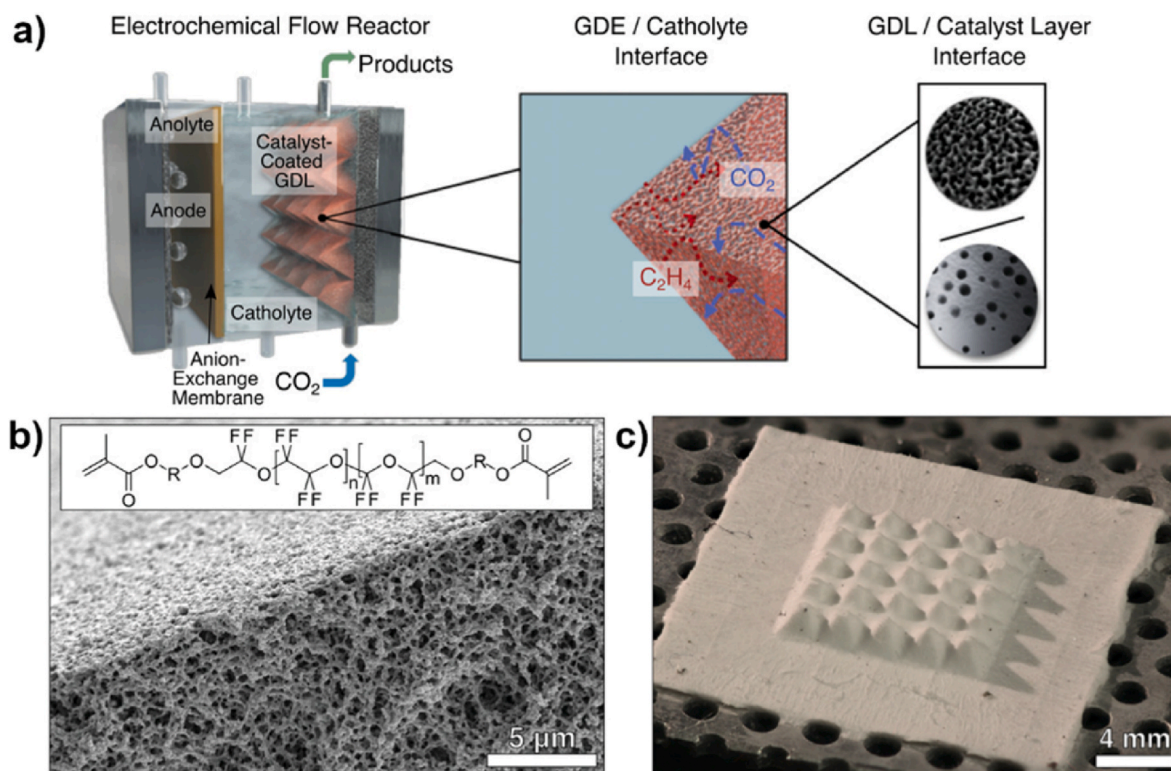 a)
Electrochemical Flow Reactor
Products
Anolyte
Catalyst-
Coated
GDL
Anode
Catholyte
Anion-
Exchange
Membrane
CO₂
GDE / Catholyte
Interface
CO₂
C₂H₄
GDL / Catalyst Layer
Interface
b)
F F F F
O R O O O n O m O R O
O F F F F F F O
5 µm
c)
4 mm